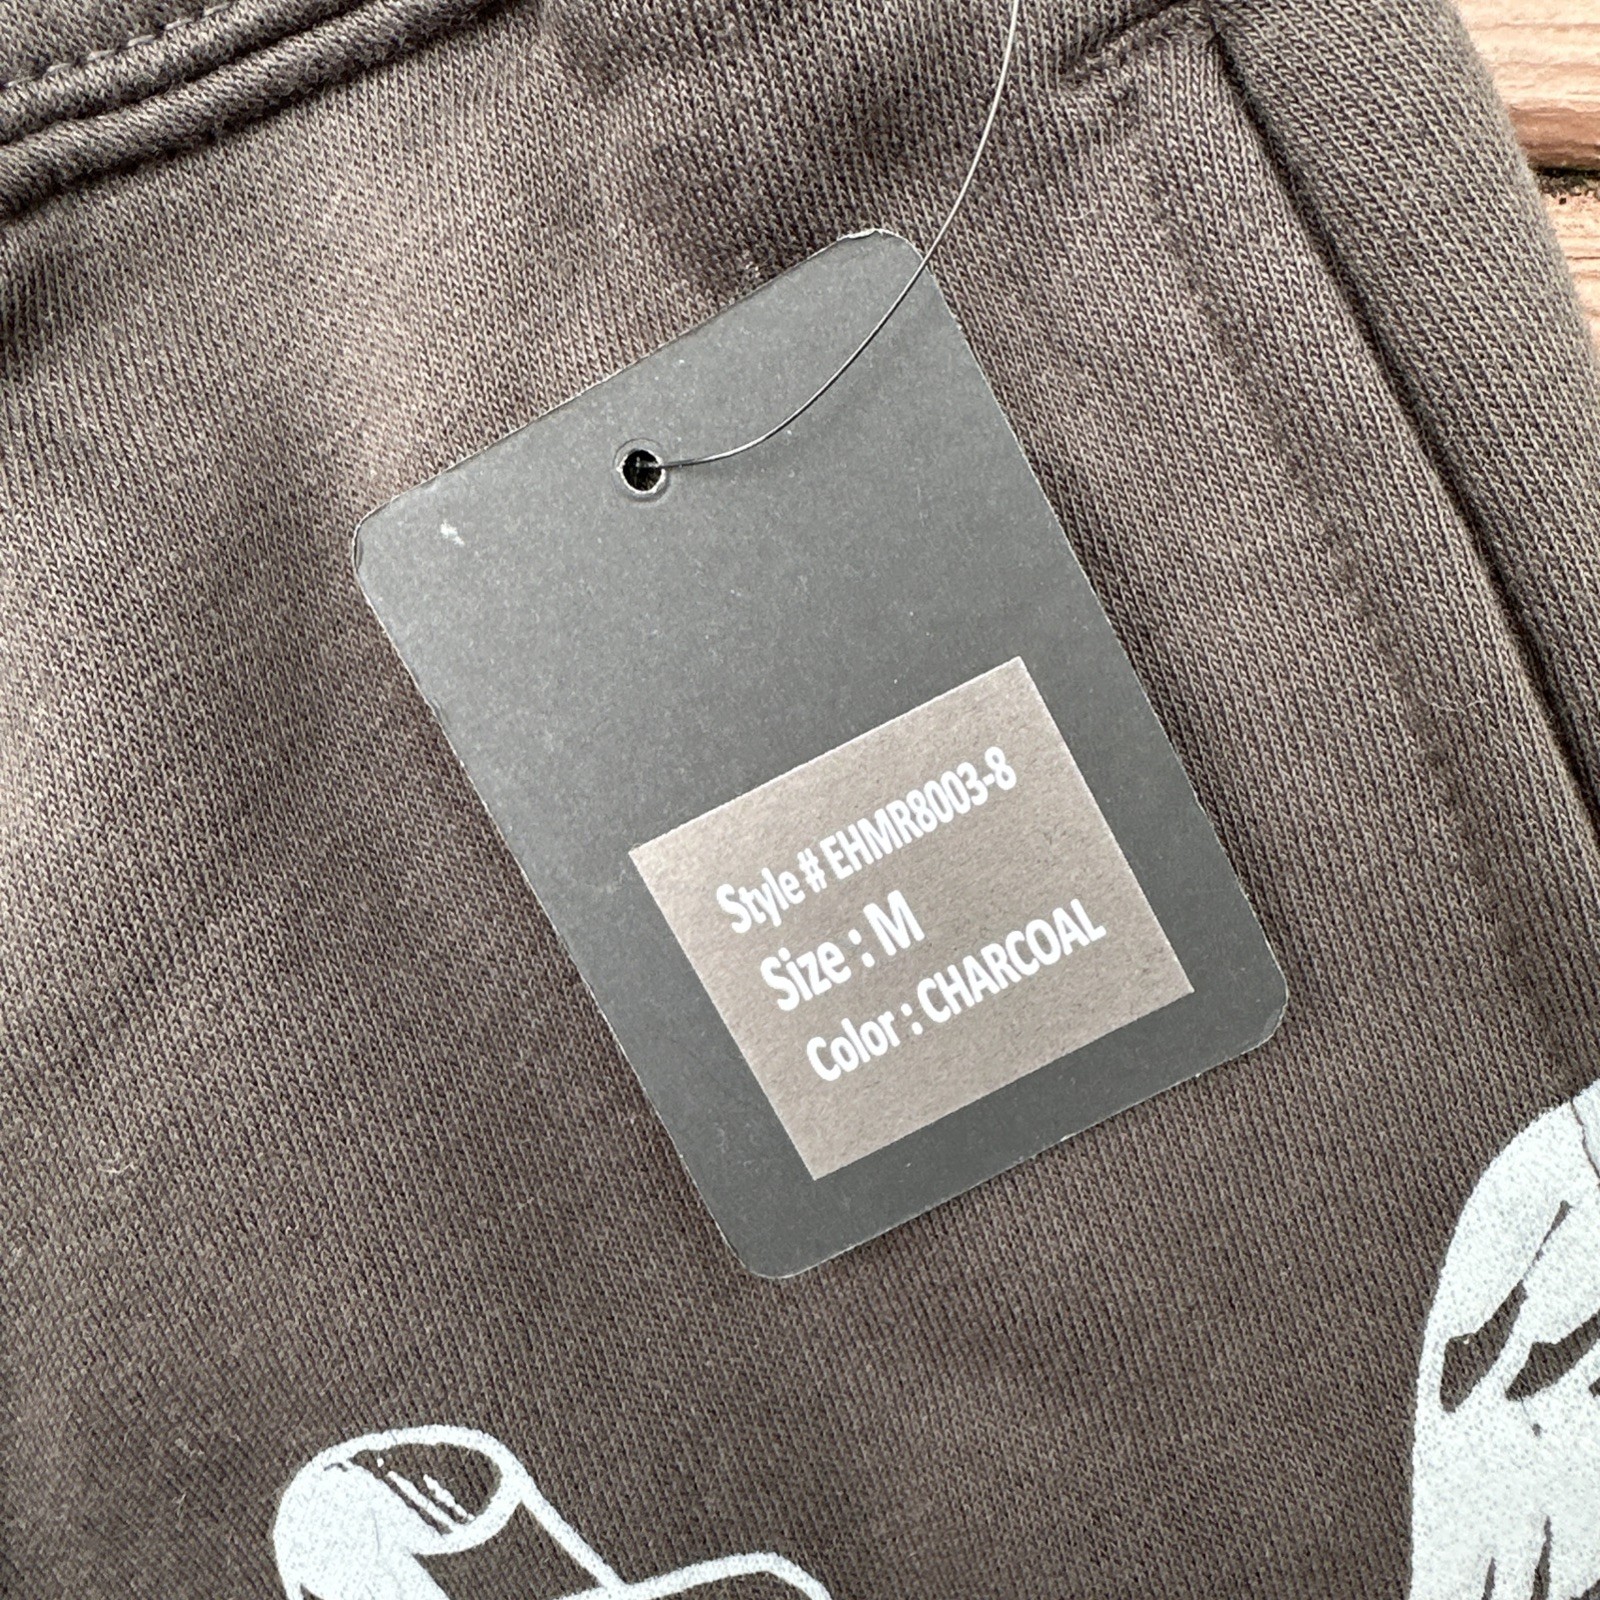 Style # EHMR8003-8
Size : M
Color : CHARCOAL